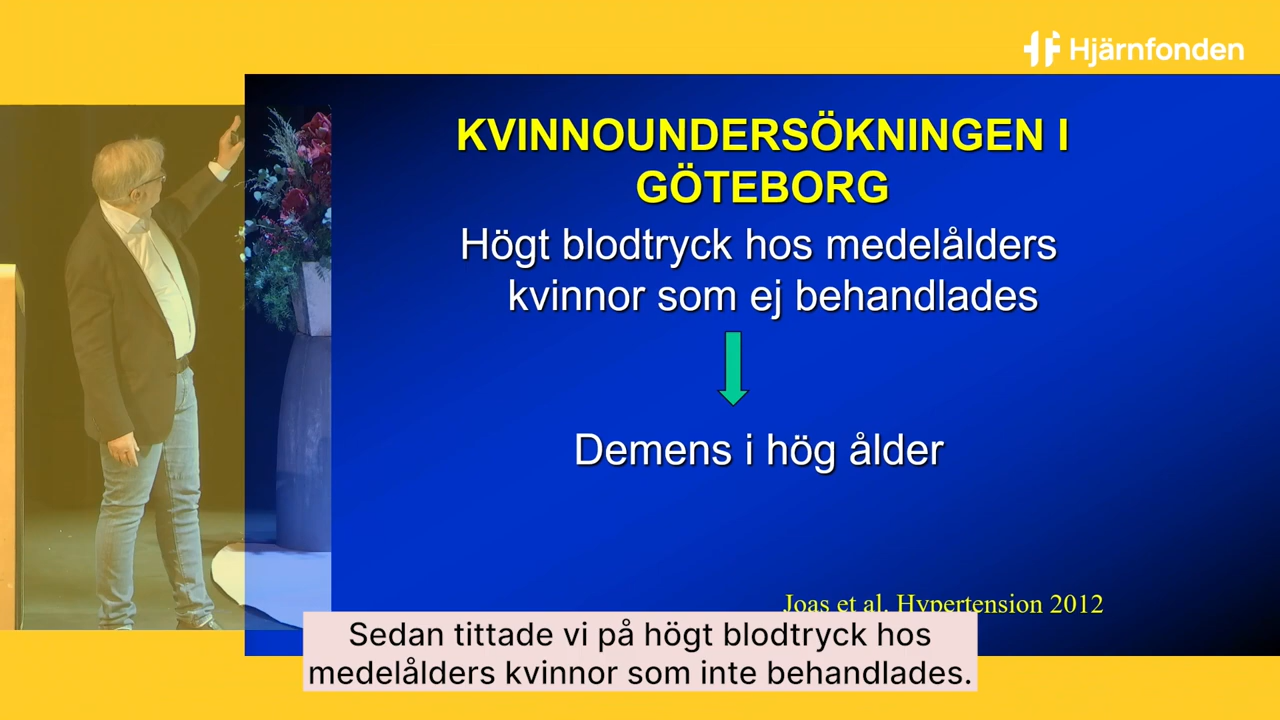 Hjärnfonden
KVINNOUNDERSÖKNINGEN I
GÖTEBORG
Högt blodtryck hos medelålders
kvinnor som ej behandlades
Demens i hög ålder
Joas et al. Hypertension 2012
Sedan tittade vi på högt blodtryck hos
medelålders kvinnor som inte behandlades.